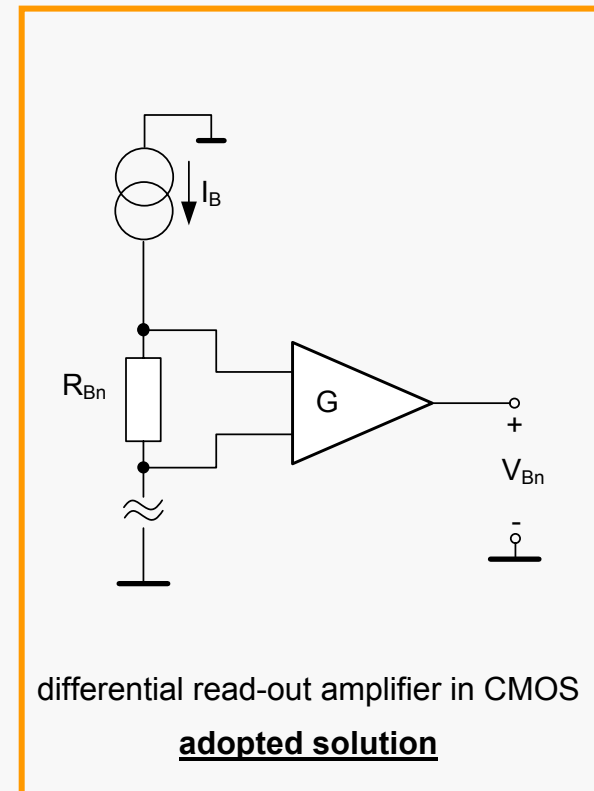 I_B
R_Bn
G
+
V_Bn
-
differential read-out amplifier in CMOS
adopted solution